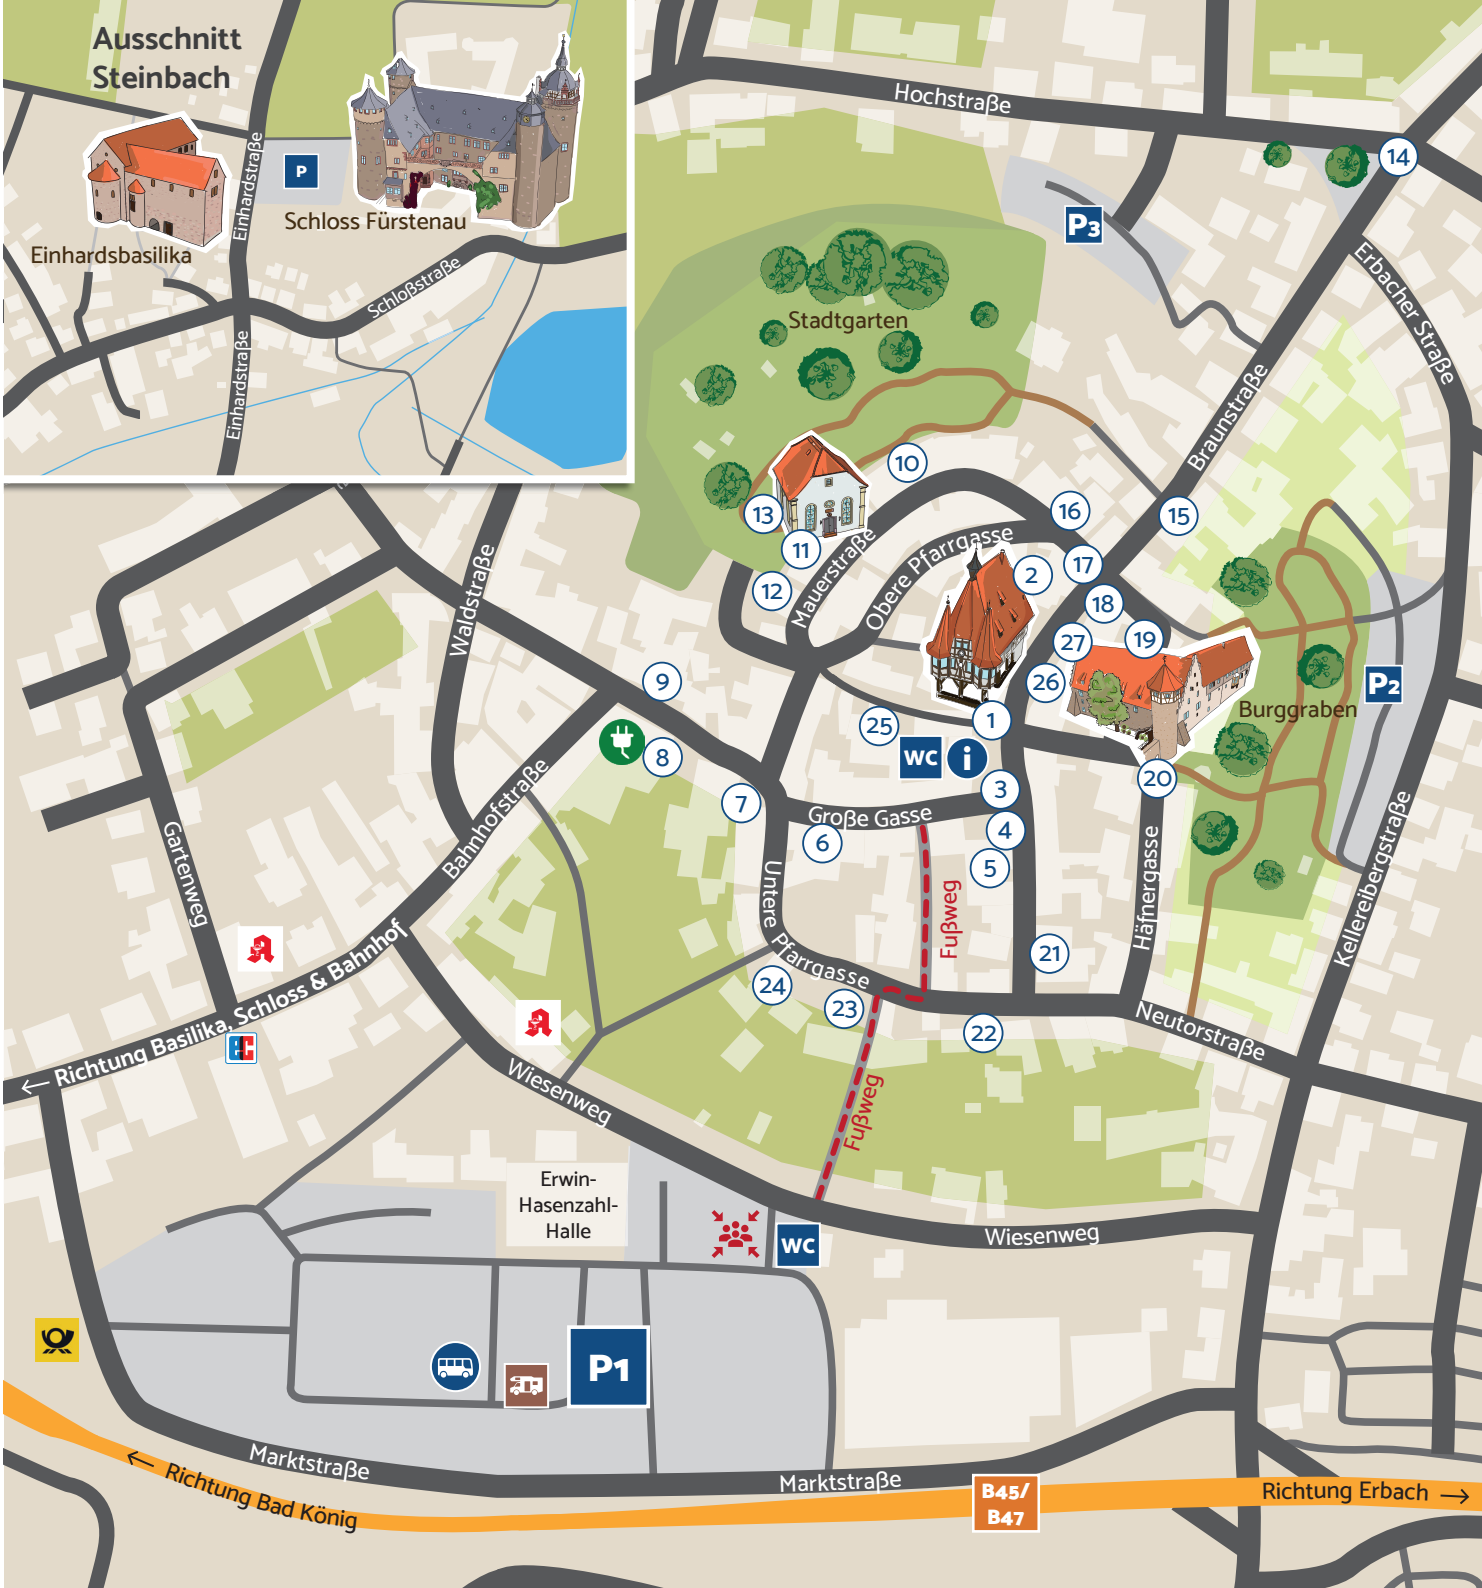 Ausschnitt
Steinbach
Einhardstraße
P
Schloss Fürstenau
Einhardsbasilika
Schloßstraße
Einhardstraße
Hochstraße
14
P3
Erbacher Straße
Stadtgarten
Braunstraße
10
13
16
15
11
Obere Pfarrgasse
Mauerstraße
17
2
12
18
Waldstraße
27
19
9
26
P2
Burggraben
1
25
8
WC
i
20
3
7
Große Gasse
4
6
5
Bahnhofstraße
Gartenweg
Untere
Pfarrgasse
Fußweg
Häfnergasse
Kellereibergstraße
21
24
23
22
Neutorstraße
← Richtung Basilika, Schloss & Bahnhof
EC
Wiesenweg
Fußweg
Erwin-
Hasenzahl-
Halle
WC
Wiesenweg
P1
Marktstraße
Marktstraße
← Richtung Bad König
B45/
B47
Richtung Erbach →